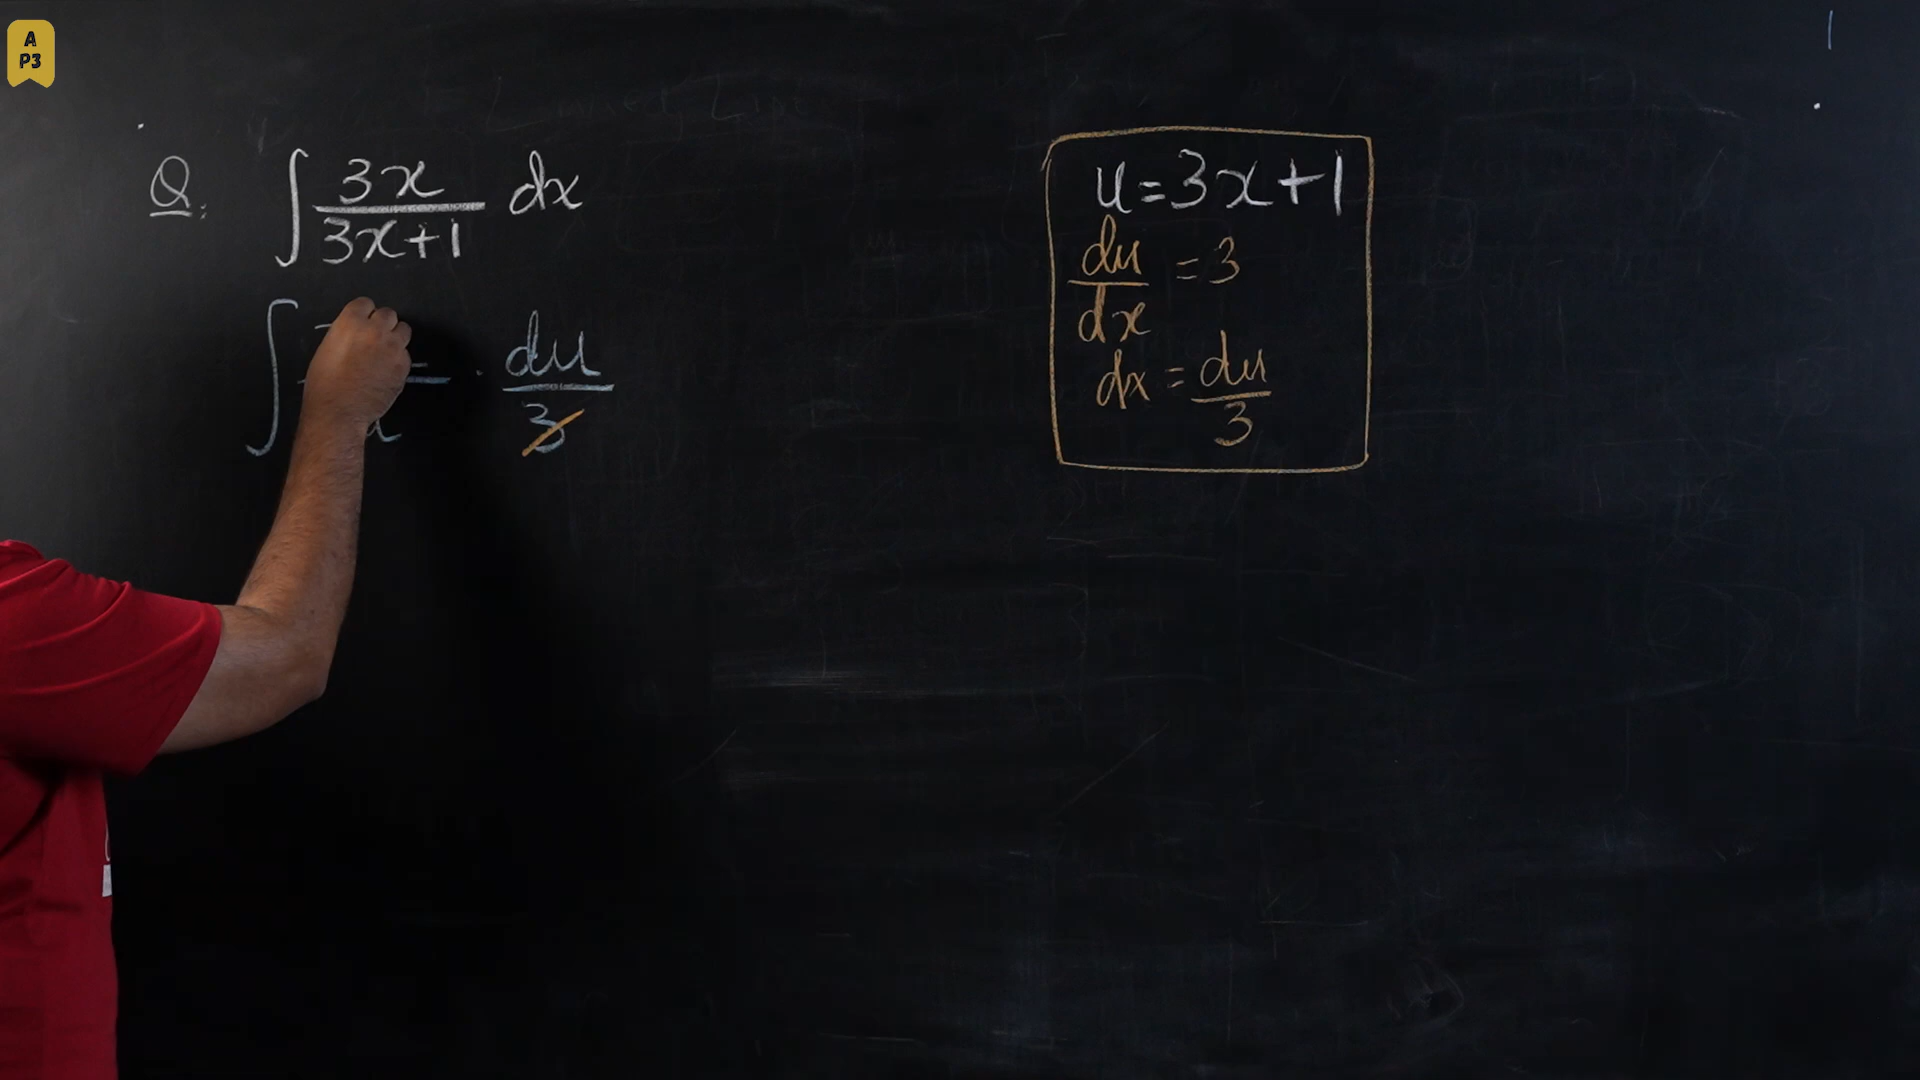 A
P3
Q. ∫ 3x/3x+1 dx
∫ · du/3
u=3x+1
du/dx = 3
dx = du/3